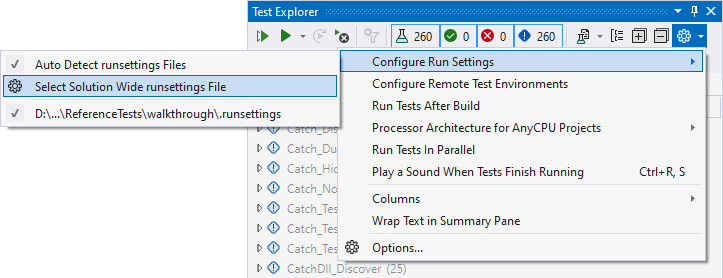 Test Explorer
260 0 0 260
Configure Run Settings
Auto Detect runsettings Files
Select Solution Wide runsettings File
D:\...\ReferenceTests\walkthrough\.runsettings
Configure Remote Test Environments
Run Tests After Build
Processor Architecture for AnyCPU Projects
Run Tests In Parallel
Play a Sound When Tests Finish Running Ctrl+R, S
Columns
Wrap Text in Summary Pane
Options...
Catch_Dis
Catch_Du
Catch_Hic
Catch_No
Catch_Tes
Catch_Tes
Catch_Tes
CatchDll_Discover (25)